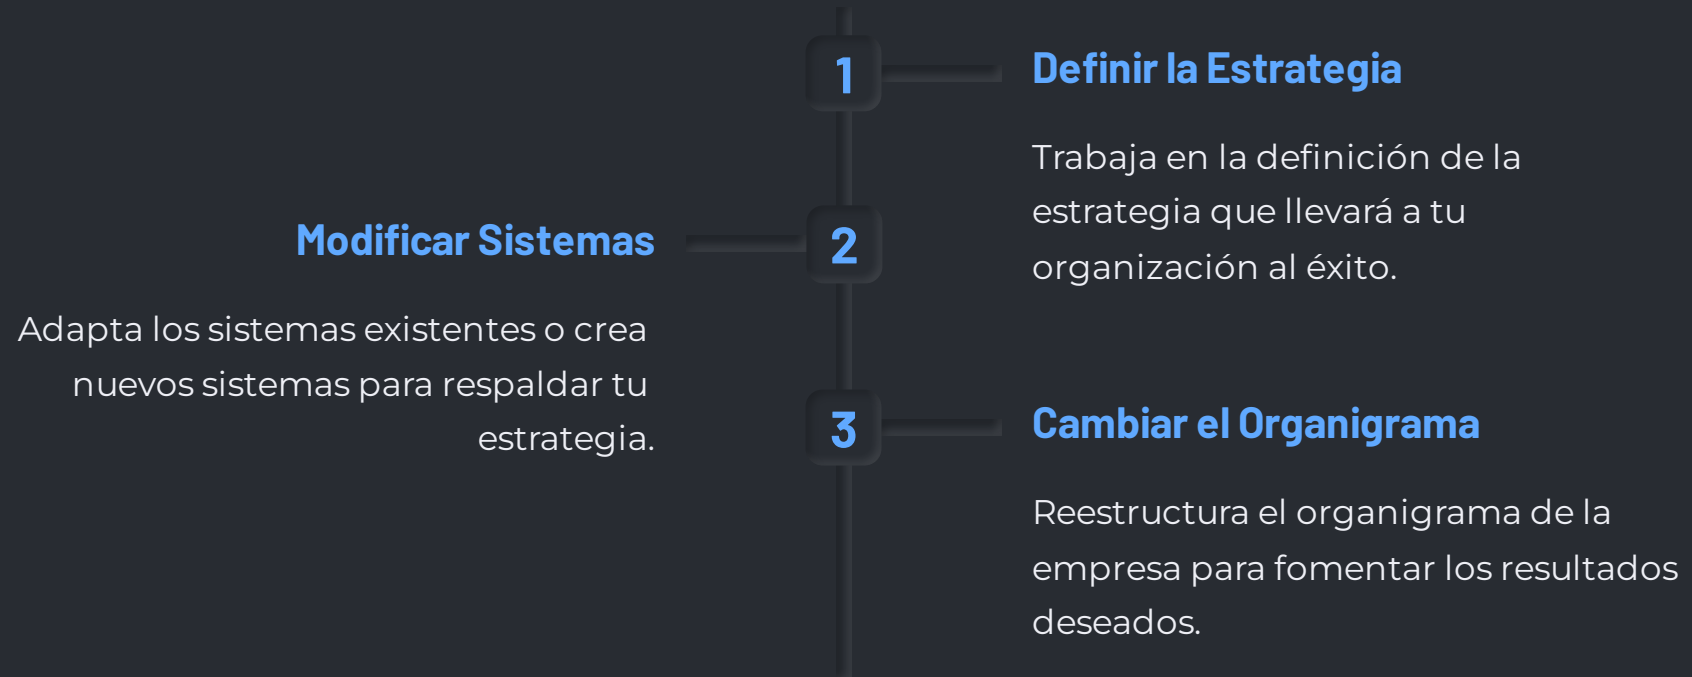 1
Definir la Estrategia
Trabaja en la definición de la
estrategia que llevará a tu
organización al éxito.
2
Modificar Sistemas
Adapta los sistemas existentes o crea
nuevos sistemas para respaldar tu
estrategia.
3
Cambiar el Organigrama
Reestructura el organigrama de la
empresa para fomentar los resultados
deseados.